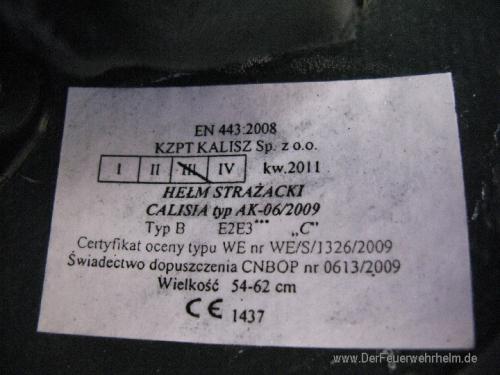 EN 443:2008
KZPT KALISZ Sp. z o.o.
I II III IV kw.2011
HEŁM STRAŻACKI
CALISIA typ AK-06/2009
Typ B E2E3*** „C"
Certyfikat oceny typu WE nr WE/S/1326/2009
Świadectwo dopuszczenia CNBOP nr 0613/2009
Wielkość 54-62 cm
CE 1437
www.DerFeuerwehrhelm.de